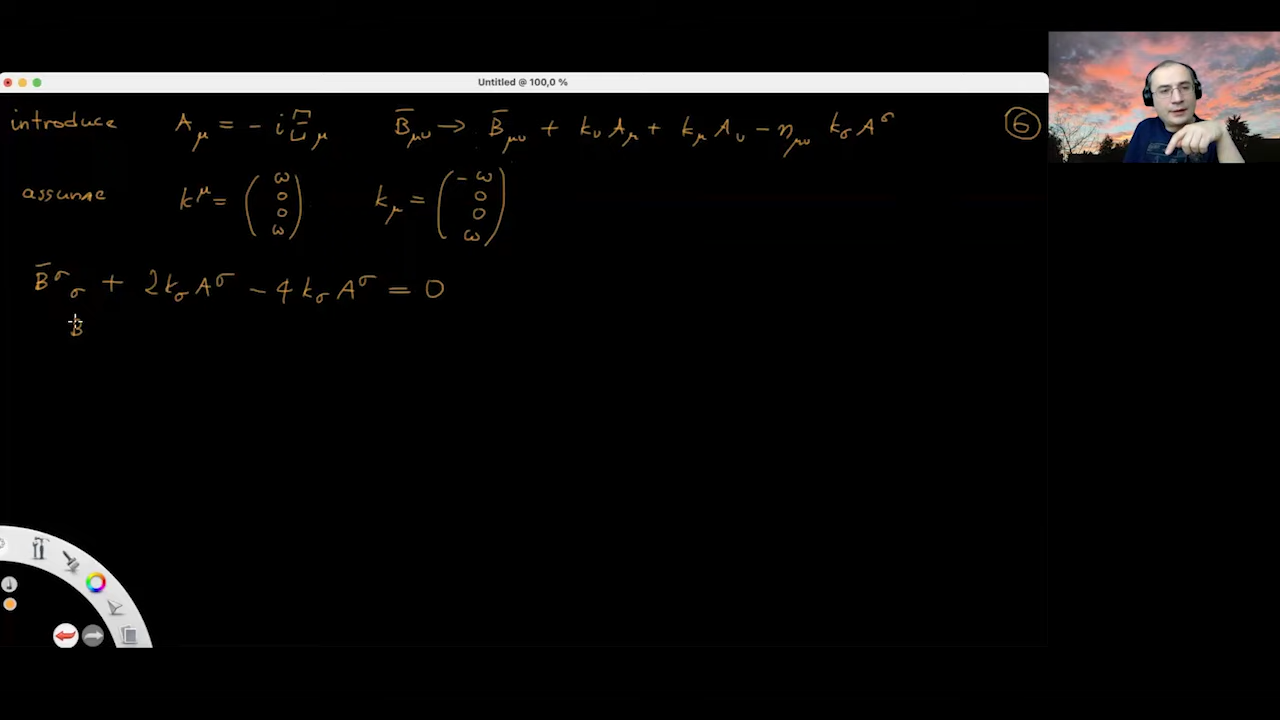 Untitled @ 100,0 %
introduce A_μ = - i Ξ_μ B̄_μν → B̄_μν + k_ν A_μ + k_μ A_ν - η_μν k_σ A^σ ⑥
assume k^μ = ( ω 0 0 ω ) k_μ = ( -ω 0 0 ω )
B̄^σ_σ + 2k_σ A^σ - 4 k_σ A^σ = 0
B